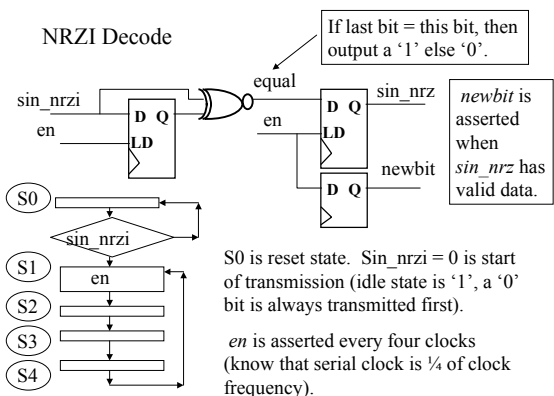 NRZI Decode
If last bit = this bit, then
output a ‘1’ else ‘0’.
equal
sin_nrzi
en
D Q
LD
en
D Q
LD
sin_nrz
D Q
newbit
newbit is
asserted
when
sin_nrz has
valid data.
S0
sin_nrzi
S1
en
S2
S3
S4
S0 is reset state. Sin_nrzi = 0 is start
of transmission (idle state is ‘1’, a ‘0’
bit is always transmitted first).
en is asserted every four clocks
(know that serial clock is ¼ of clock
frequency).